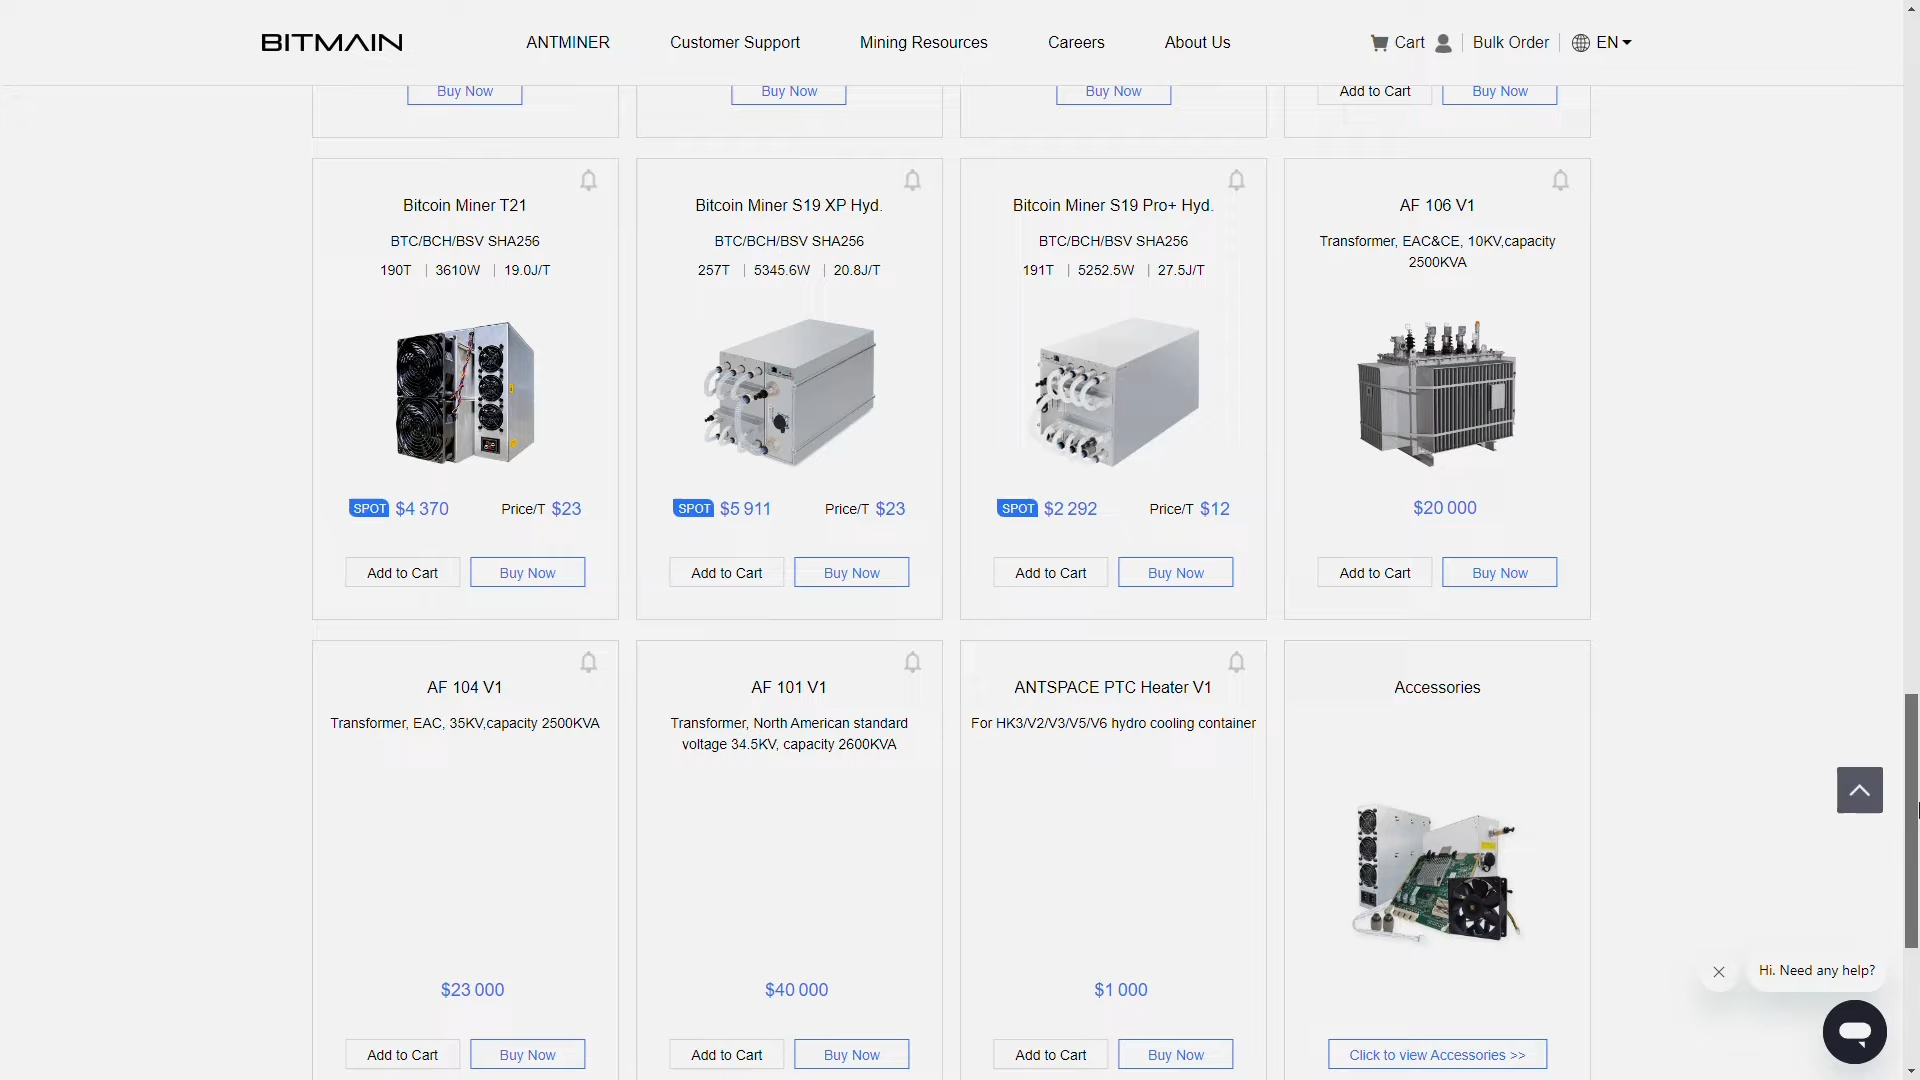 BITMAIN
ANTMINER
Customer Support
Mining Resources
Careers
About Us
Cart
Bulk Order
EN
Buy Now
Buy Now
Buy Now
Add to Cart
Buy Now
Bitcoin Miner T21
BTC/BCH/BSV SHA256
190T | 3610W | 19.0J/T
SPOT $4 370 Price/T $23
Add to Cart
Buy Now
Bitcoin Miner S19 XP Hyd.
BTC/BCH/BSV SHA256
257T | 5345.6W | 20.8J/T
SPOT $5 911 Price/T $23
Add to Cart
Buy Now
Bitcoin Miner S19 Pro+ Hyd.
BTC/BCH/BSV SHA256
191T | 5252.5W | 27.5J/T
SPOT $2 292 Price/T $12
Add to Cart
Buy Now
AF 106 V1
Transformer, EAC&CE, 10KV,capacity
2500KVA
$20 000
Add to Cart
Buy Now
AF 104 V1
Transformer, EAC, 35KV,capacity 2500KVA
$23 000
Add to Cart
Buy Now
AF 101 V1
Transformer, North American standard
voltage 34.5KV, capacity 2600KVA
$40 000
Add to Cart
Buy Now
ANTSPACE PTC Heater V1
For HK3/V2/V3/V5/V6 hydro cooling container
$1 000
Add to Cart
Buy Now
Accessories
Click to view Accessories >>
Hi. Need any help?